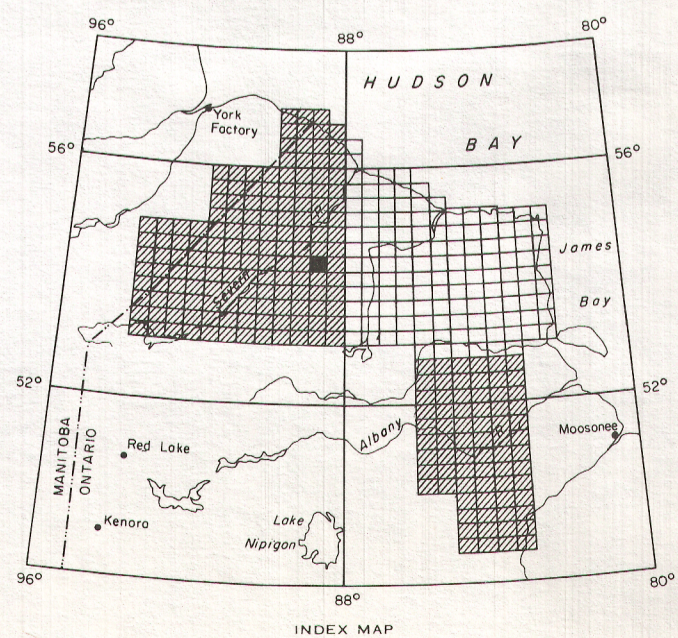 96°
88°
80°
HUDSON
BAY
York
Factory
56°
56°
James
Bay
Severn
R.
52°
52°
Albany
R.
Moosonee
MANITOBA
ONTARIO
Red Lake
Kenora
Lake
Nipigon
96°
88°
80°
INDEX MAP